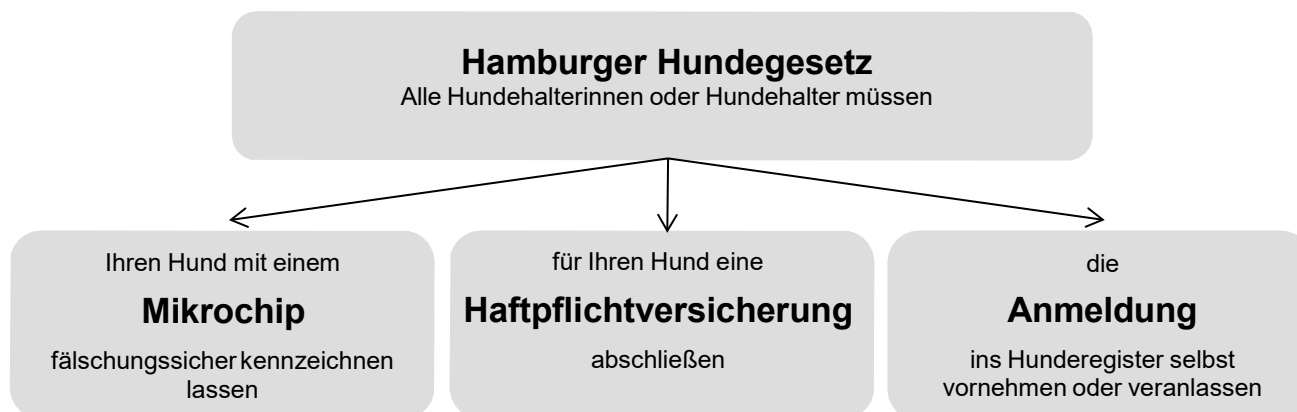 Hamburger Hundegesetz
Alle Hundehalterinnen oder Hundehalter müssen
Ihren Hund mit einem
Mikrochip
fälschungssicher kennzeichnen
lassen
für Ihren Hund eine
Haftpflichtversicherung
abschließen
die
Anmeldung
ins Hunderegister selbst
vornehmen oder veranlassen